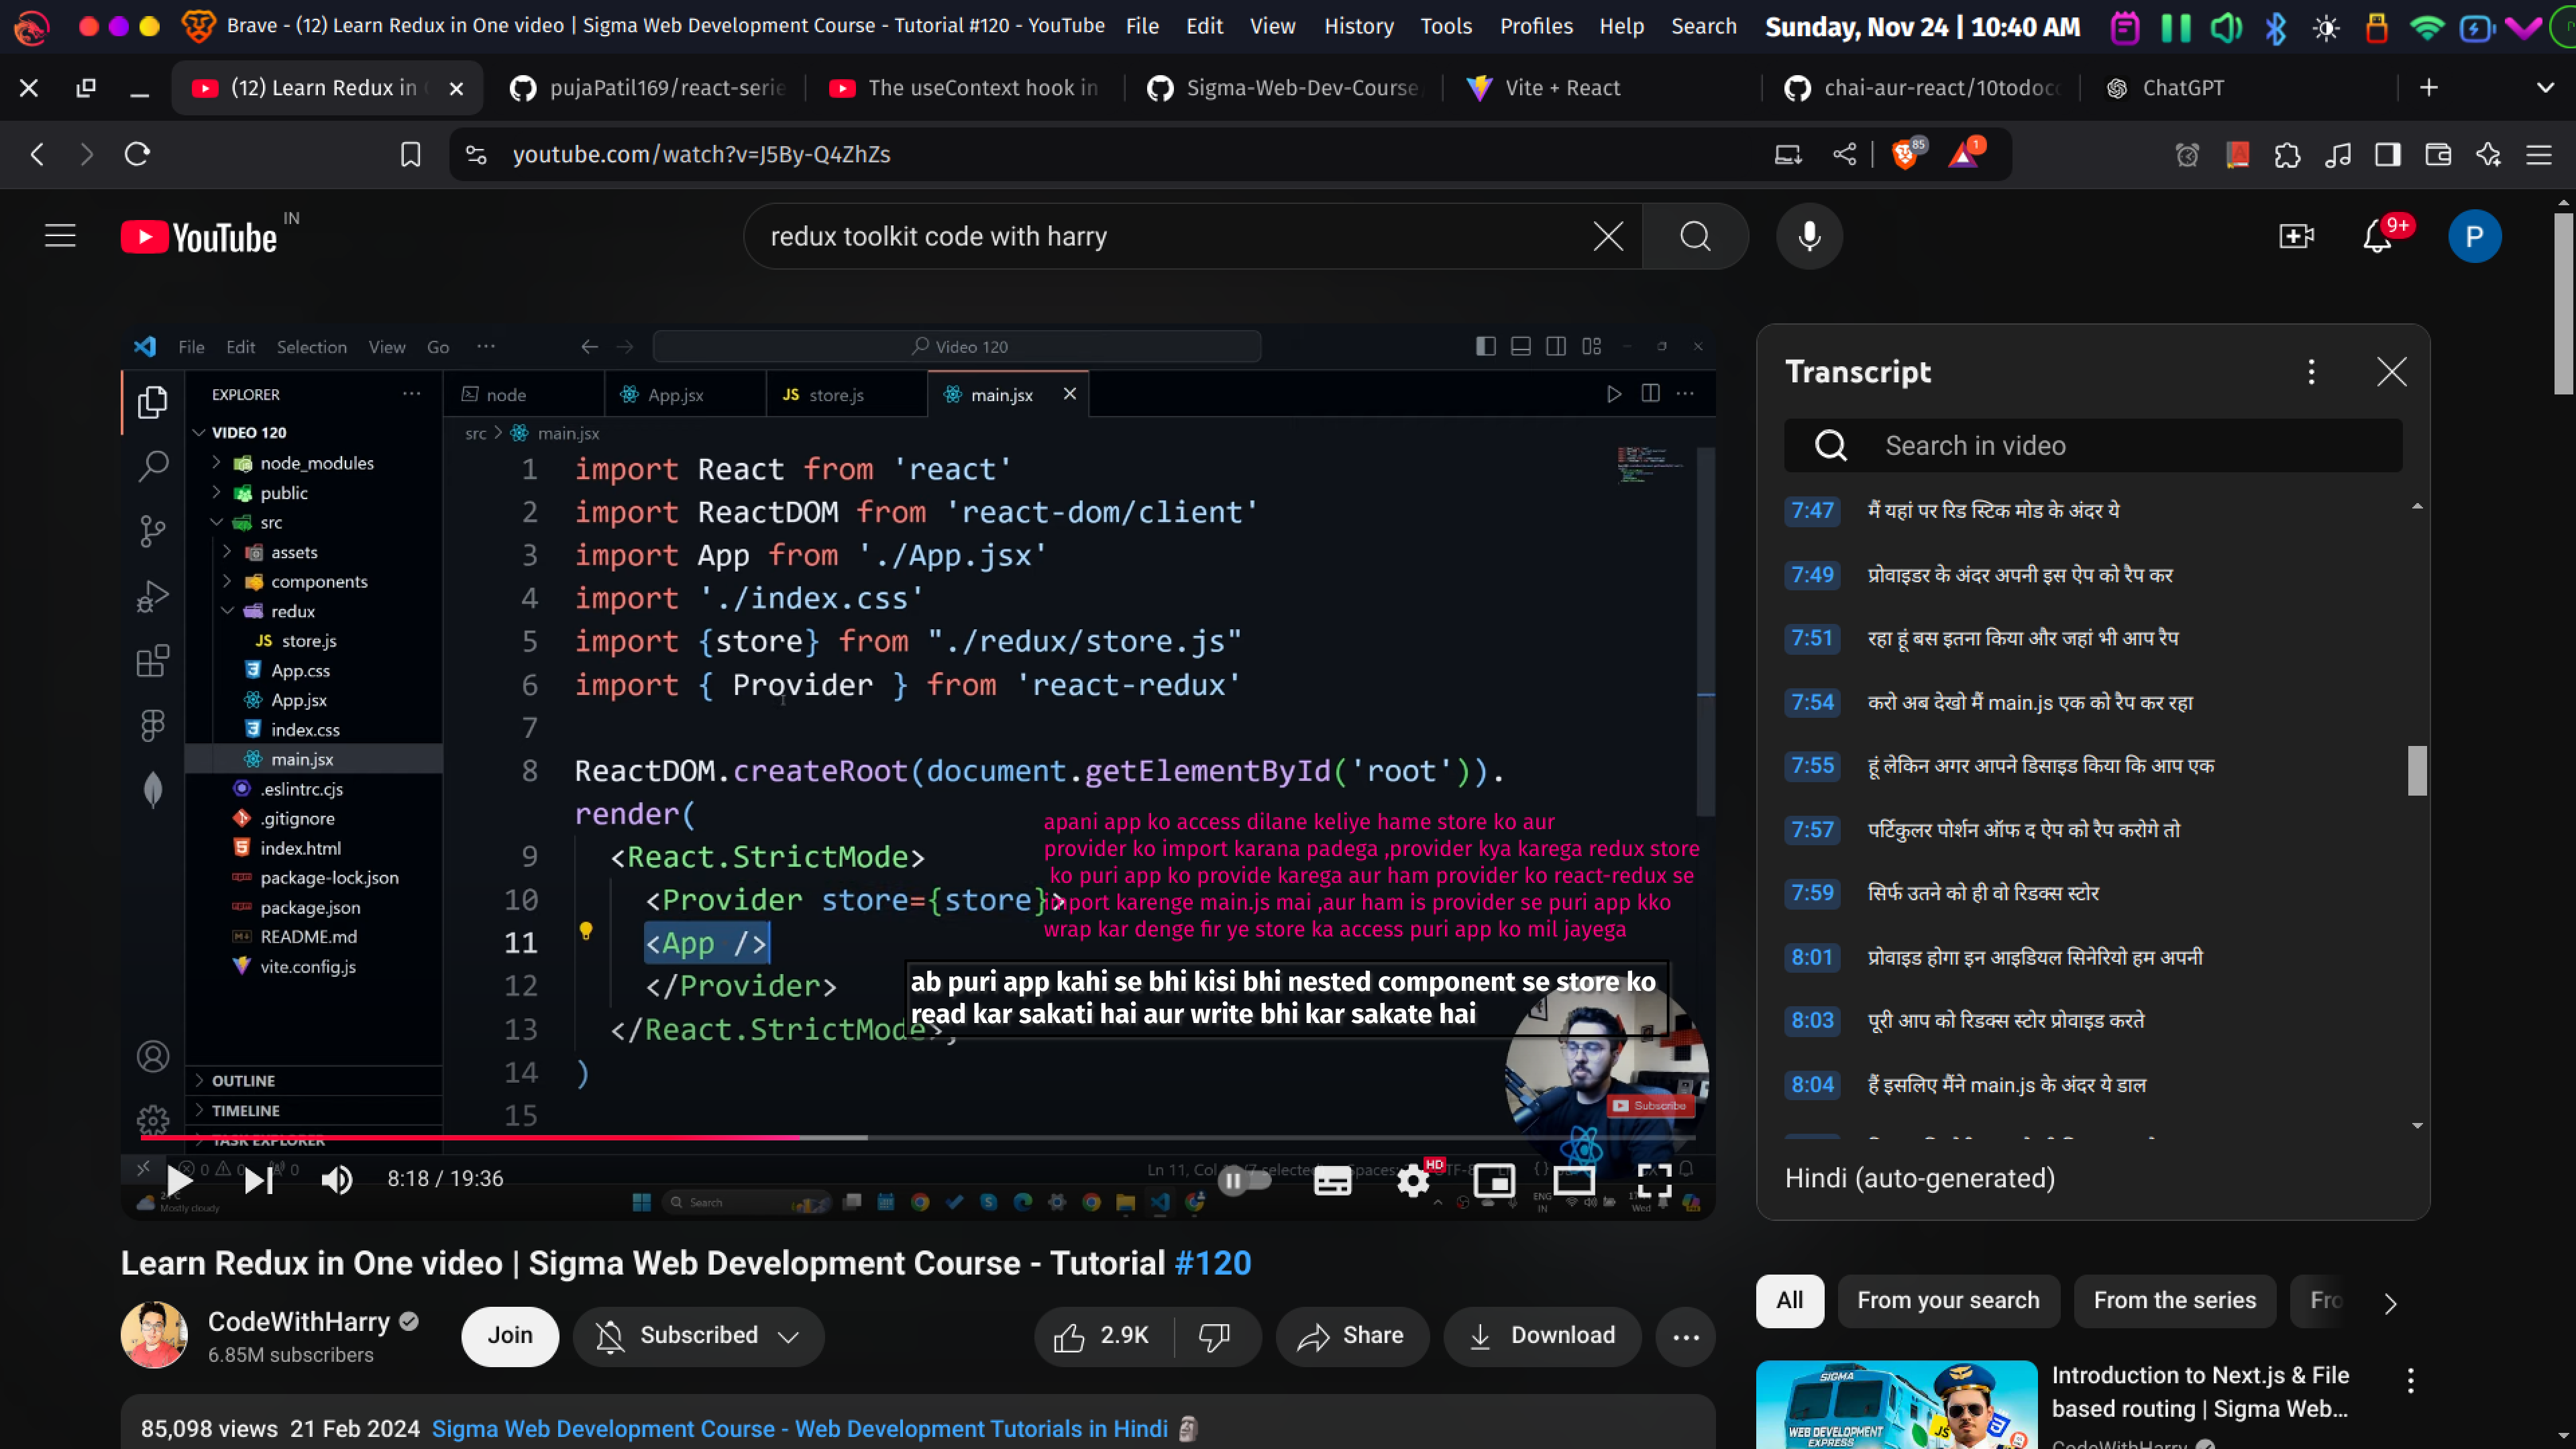 Brave - (12) Learn Redux in One video | Sigma Web Development Course - Tutorial #120 - YouTube File Edit View History Tools Profiles Help Search Sunday, Nov 24 | 10:40 AM
(12) Learn Redux in pujaPatil169/react-serie The useContext hook in Sigma-Web-Dev-Course Vite + React chai-aur-react/10todoco ChatGPT
youtube.com/watch?v=J5By-Q4ZhZs 85 1
YouTube IN redux toolkit code with harry 9+ P
File Edit Selection View Go ··· Video 120
EXPLORER ··· node App.jsx JS store.js main.jsx
VIDEO 120
src > main.jsx
node_modules
public
src
assets
components
redux
JS store.js
App.css
App.jsx
index.css
main.jsx
.eslintrc.cjs
.gitignore
index.html
package-lock.json
package.json
README.md
vite.config.js
OUTLINE
TIMELINE
TASK EXPLORER
1 import React from 'react'
2 import ReactDOM from 'react-dom/client'
3 import App from './App.jsx'
4 import './index.css'
5 import {store} from "./redux/store.js"
6 import { Provider } from 'react-redux'
7
8 ReactDOM.createRoot(document.getElementById('root')).
render(
9 <React.StrictMode>
10 <Provider store={store}>
11 <App />
12 </Provider>
13 </React.StrictMode>,
14 )
15
apani app ko access dilane keliye hame store ko aur
provider ko import karana padega ,provider kya karega redux store
ko puri app ko provide karega aur ham provider ko react-redux se
import karenge main.js mai ,aur ham is provider se puri app kko
wrap kar denge fir ye store ka access puri app ko mil jayega
ab puri app kahi se bhi kisi bhi nested component se store ko
read kar sakati hai aur write bhi kar sakate hai
Subscribe
0 0 0 Ln 11, Col
8:18 / 19:36 HD
Mostly cloudy Search ENG IN Wed
Transcript
Search in video
7:47 मैं यहां पर रिड स्टिक मोड के अंदर ये
7:49 प्रोवाइडर के अंदर अपनी इस ऐप को रैप कर
7:51 रहा हूं बस इतना किया और जहां भी आप रैप
7:54 करो अब देखो मैं main.js एक को रैप कर रहा
7:55 हूं लेकिन अगर आपने डिसाइड किया कि आप एक
7:57 पर्टिकुलर पोर्शन ऑफ द ऐप को रैप करोगे तो
7:59 सिर्फ उतने को ही वो रिडक्स स्टोर
8:01 प्रोवाइड होगा इन आइडियल सिनेरियो हम अपनी
8:03 पूरी आप को रिडक्स स्टोर प्रोवाइड करते
8:04 हैं इसलिए मैंने main.js के अंदर ये डाल
Hindi (auto-generated)
Learn Redux in One video | Sigma Web Development Course - Tutorial #120
CodeWithHarry
6.85M subscribers
Join Subscribed 2.9K Share Download
85,098 views 21 Feb 2024 Sigma Web Development Course - Web Development Tutorials in Hindi
All From your search From the series Fro
SIGMA
WEB DEVELOPMENT
EXPRESS
JS
Introduction to Next.js & File
based routing | Sigma Web...
CodeWithHarry